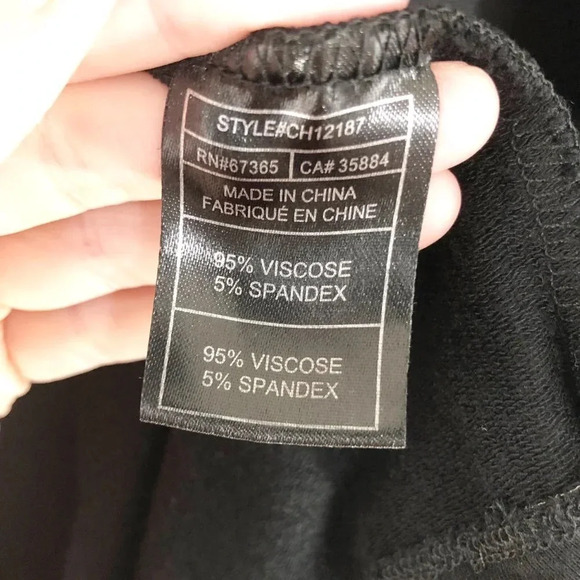 STYLE#CH12187
RN#67365 CA# 35884
MADE IN CHINA
FABRIQUÉ EN CHINE
95% VISCOSE
5% SPANDEX
95% VISCOSE
5% SPANDEX